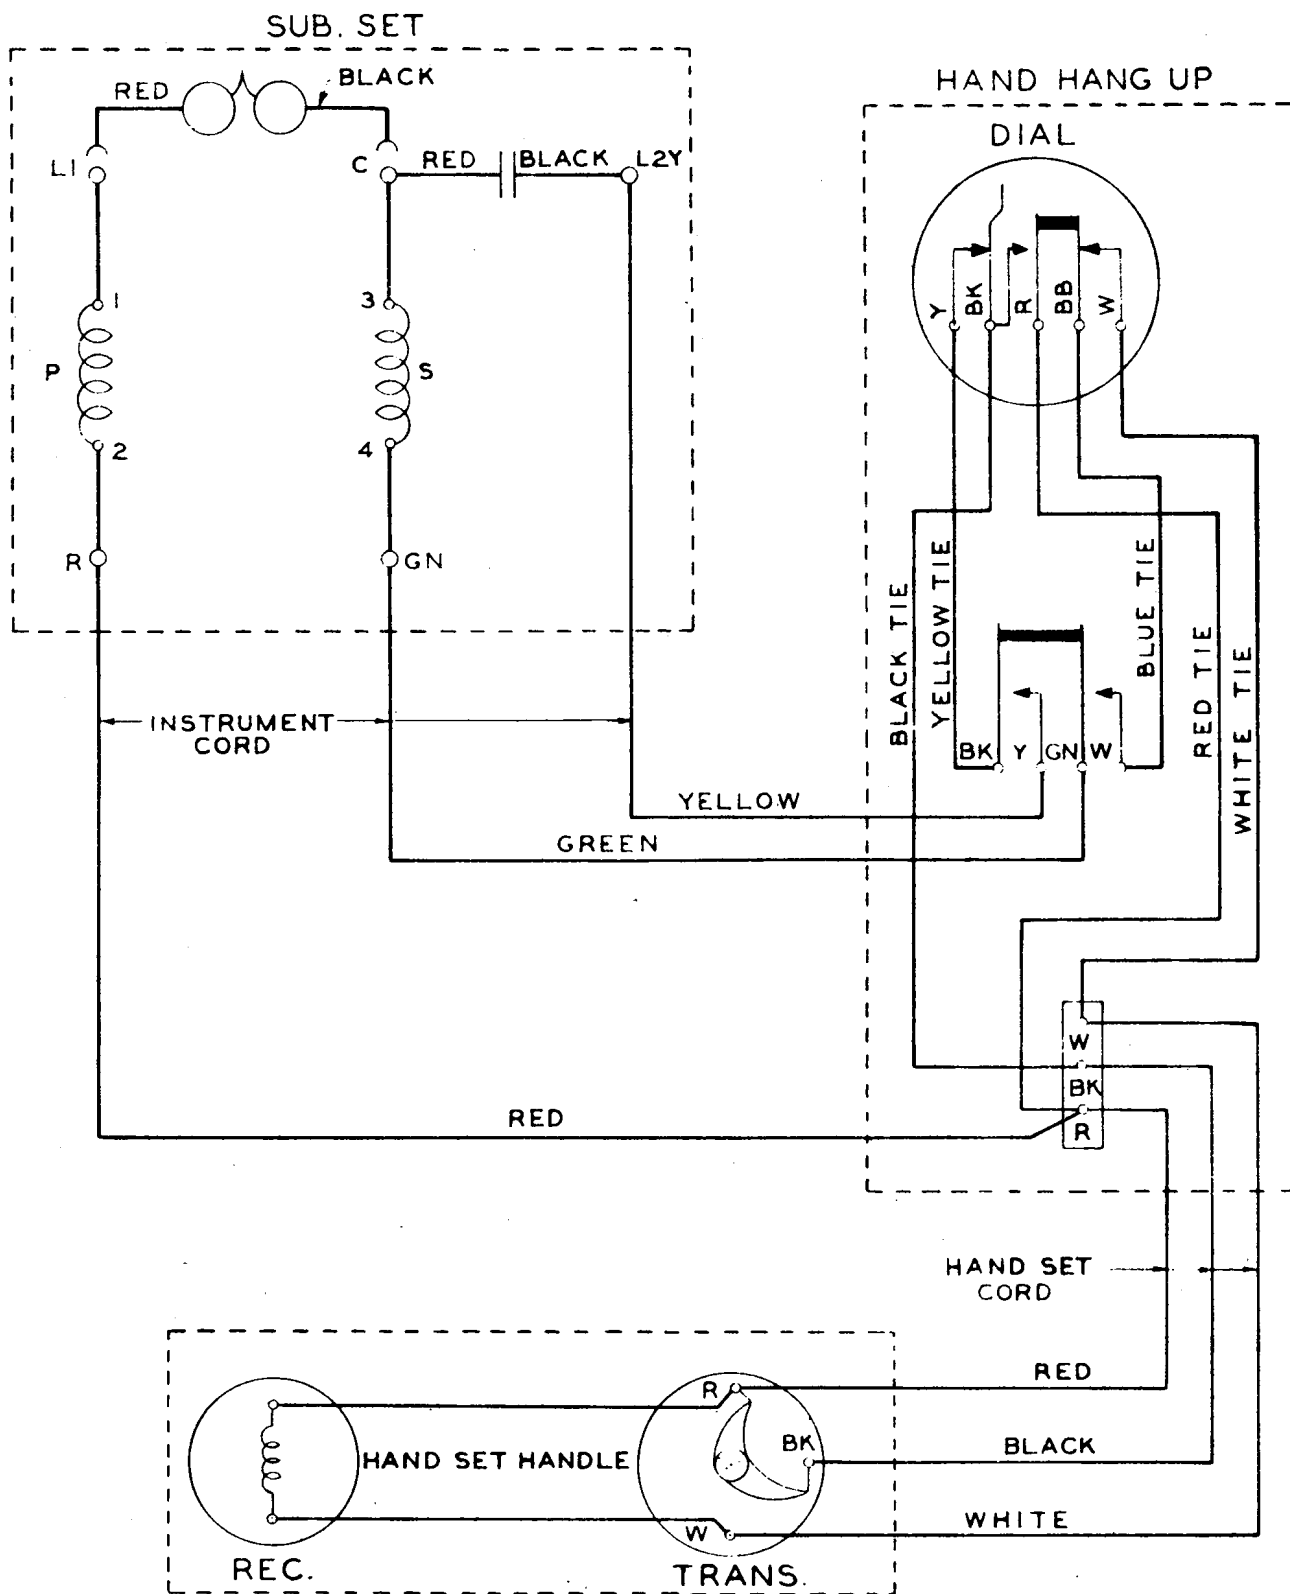 SUB. SET
RED
BLACK
L1
C
RED
BLACK
L2Y
1
3
P
S
2
4
R
GN
INSTRUMENT
CORD
HAND HANG UP
DIAL
Y
BK
R
BB
W
BLACK TIE
YELLOW TIE
BLUE TIE
RED TIE
WHITE TIE
BK
Y
GN
W
YELLOW
GREEN
W
BK
R
RED
HAND SET
CORD
RED
R
BK
HAND SET HANDLE
BLACK
W
WHITE
REC.
TRANS.